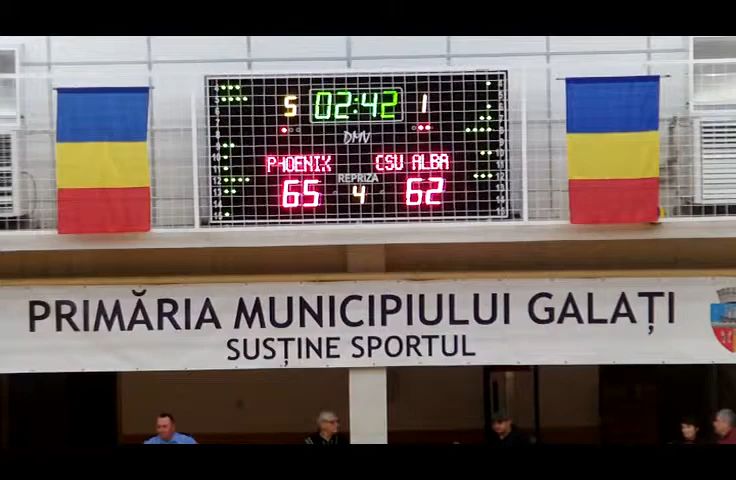 5 02:42 1
DMV
PHOENIX CSU ALBA
REPRIZA
65 4 62
PRIMĂRIA MUNICIPIULUI GALAȚI
SUSȚINE SPORTUL